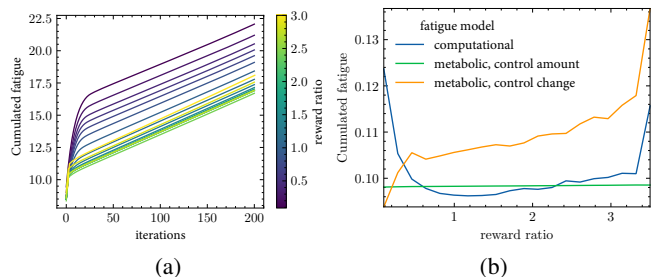 22.5
20.0
17.5
15.0
12.5
10.0
Cumulated fatigue
0
50
100
150
200
iterations
3.0
2.5
2.0
1.5
1.0
0.5
reward ratio
(a)
0.13
0.12
0.11
0.10
Cumulated fatigue
fatigue model
computational
metabolic, control amount
metabolic, control change
1
2
3
reward ratio
(b)